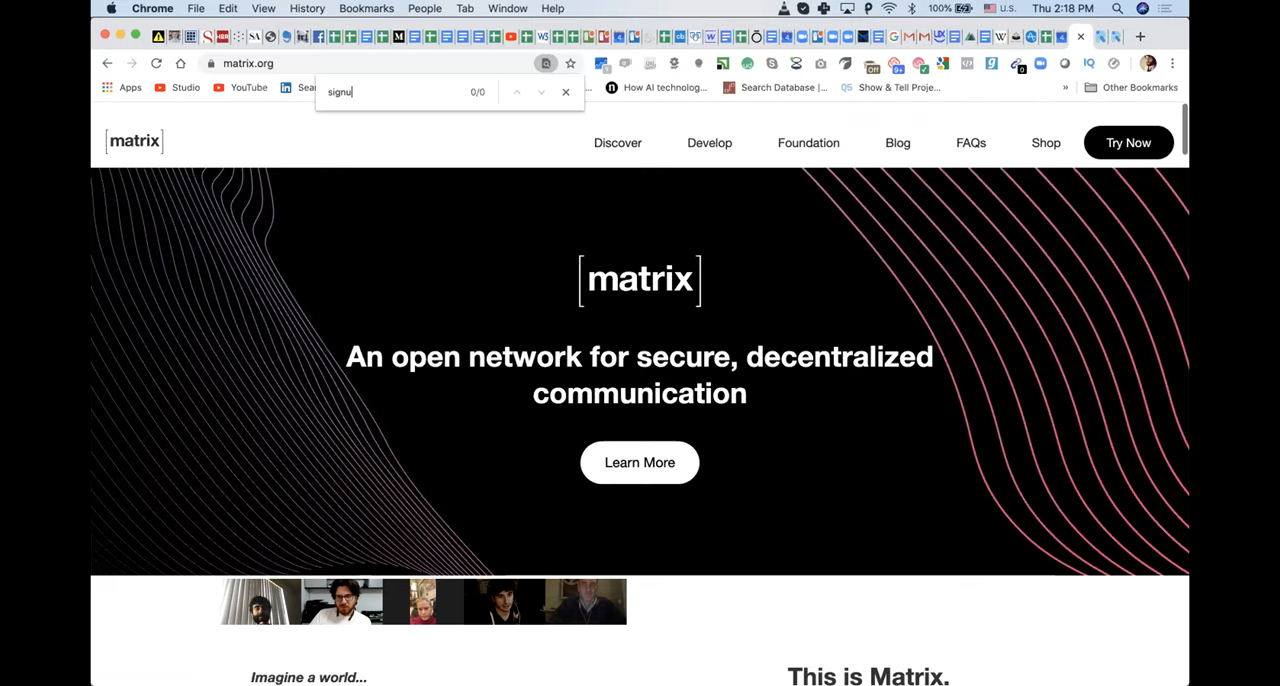 Chrome File Edit View History Bookmarks People Tab Window Help 100% U.S. Thu 2:18 PM
matrix.org
Apps Studio YouTube How AI technolog... Search Database |... QS Show & Tell Proje... » Other Bookmarks
signu 0/0
[matrix] Discover Develop Foundation Blog FAQs Shop Try Now
[matrix]
An open network for secure, decentralized
communication
Learn More
Imagine a world...
This is Matrix.